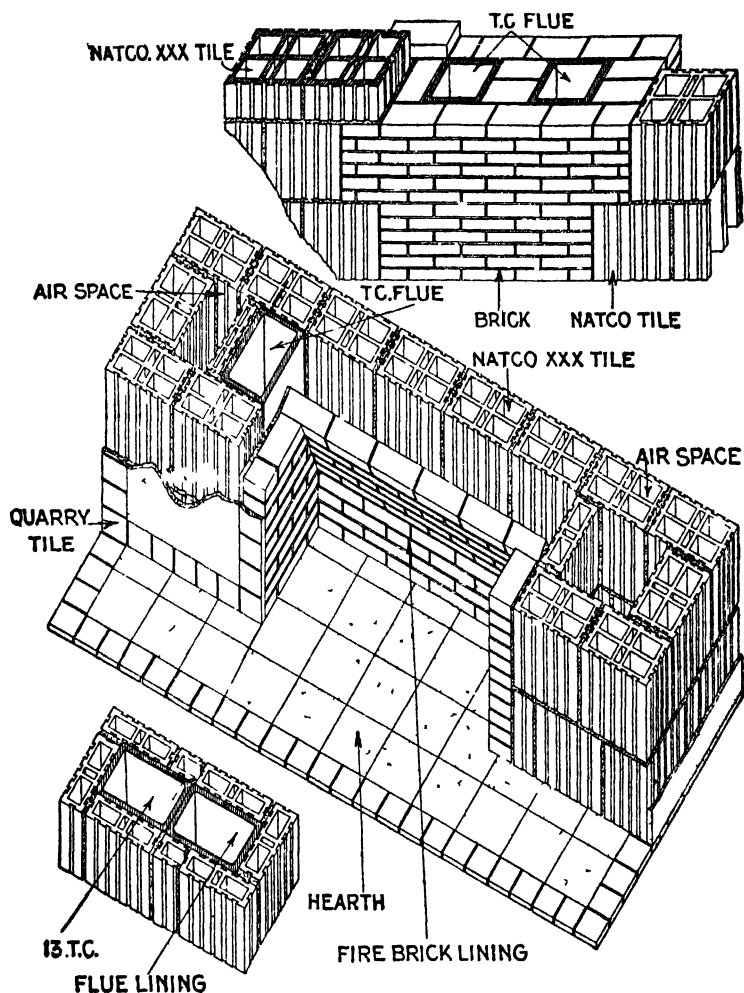 T.C FLUE
NATCO. XXX TILE
AIR SPACE
T.C. FLUE
BRICK
NATCO TILE
NATCO XXX TILE
AIR SPACE
QUARRY
TILE
HEARTH
13.T.C.
FIRE BRICK LINING
FLUE LINING